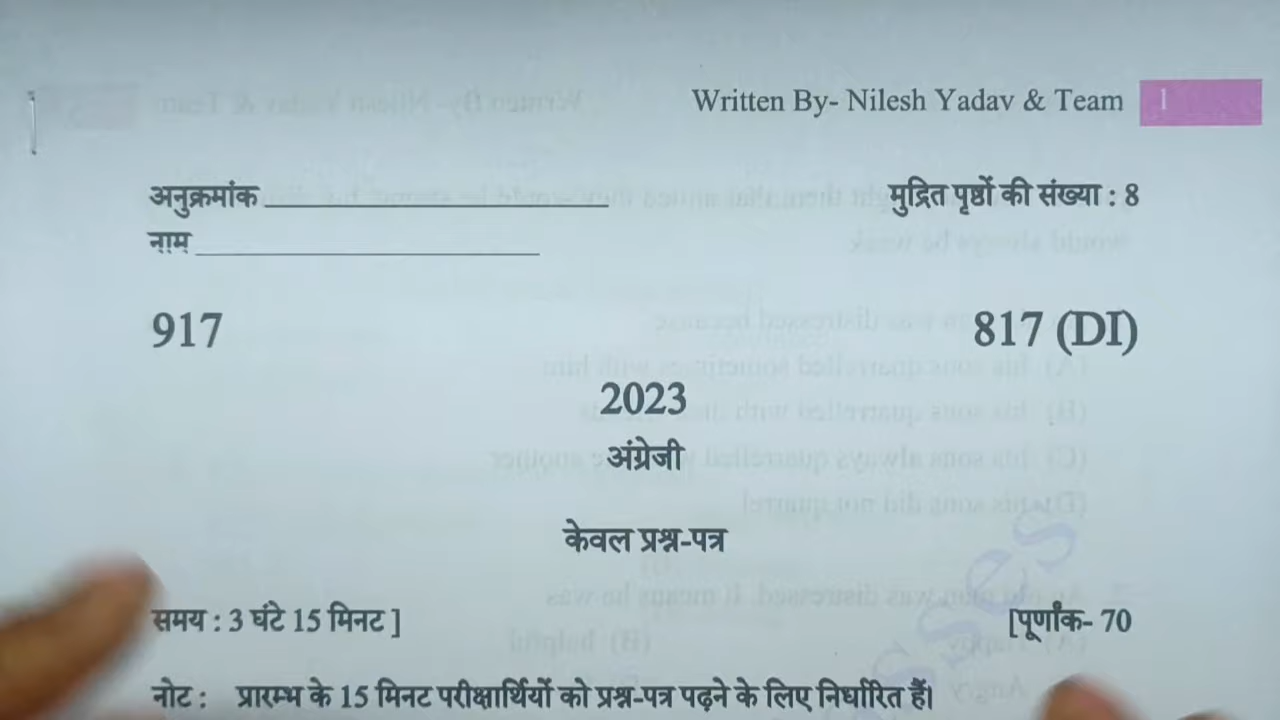 Written By- Nilesh Yadav & Team 1
अनुक्रमांक
मुद्रित पृष्ठों की संख्या : 8
नाम
917
817 (DI)
2023
अंग्रेजी
केवल प्रश्न-पत्र
समय : 3 घंटे 15 मिनट ]
[पूर्णांक- 70
नोट : प्रारम्भ के 15 मिनट परीक्षार्थियों को प्रश्न-पत्र पढ़ने के लिए निर्धारित हैं।